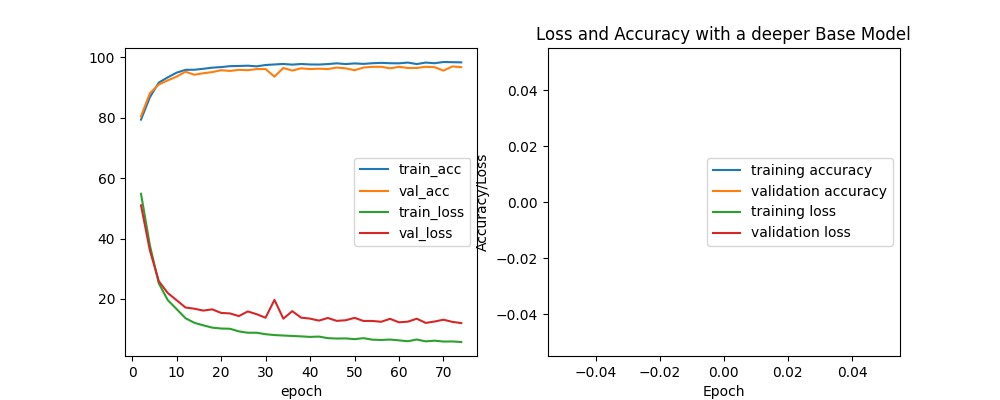 Loss and Accuracy with a deeper Base Model
100
80
60
40
20
0
10
20
30
40
50
60
70
epoch
train_acc
val_acc
train_loss
val_loss
Accuracy/Loss
0.04
0.02
0.00
−0.02
−0.04
−0.04
−0.02
0.00
0.02
0.04
Epoch
training accuracy
validation accuracy
training loss
validation loss